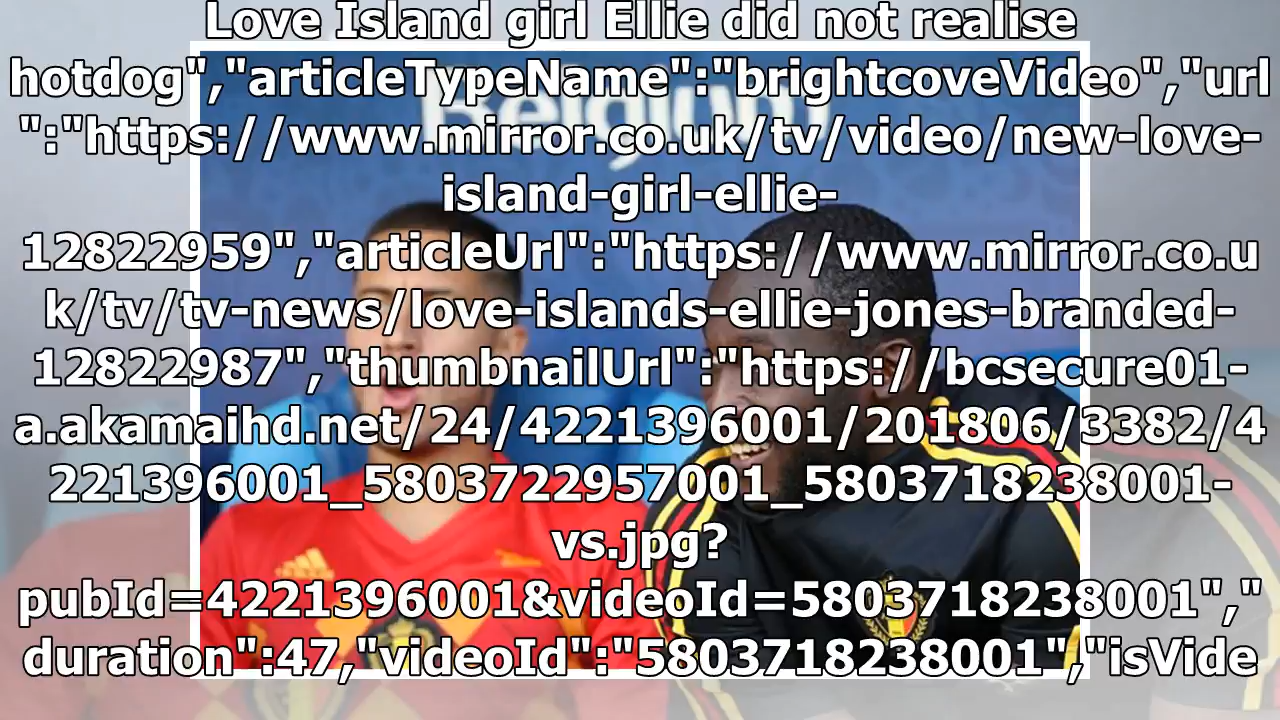 Love Island girl Ellie did not realise
hotdog","articleTypeName":"brightcoveVideo","url
":"https://www.mirror.co.uk/tv/video/new-love-
island-girl-ellie-
12822959","articleUrl":"https://www.mirror.co.u
k/tv/tv-news/love-islands-ellie-jones-branded-
12822987","thumbnailUrl":"https://bcsecure01-
a.akamaihd.net/24/4221396001/201806/3382/4
221396001_5803722957001_5803718238001-
vs.jpg?
pubId=4221396001&videoId=5803718238001","
duration":47,"videoId":"5803718238001","isVide
Belgium
adidas